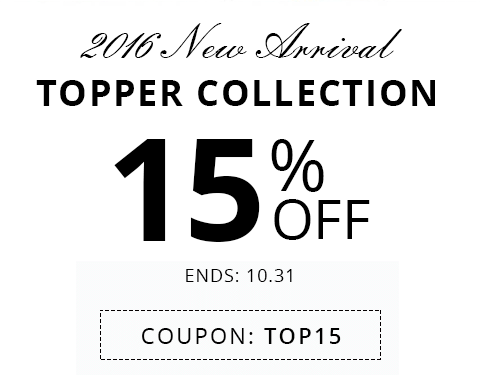 2016 New Arrival
TOPPER COLLECTION
15% OFF
ENDS: 10.31
COUPON: TOP15